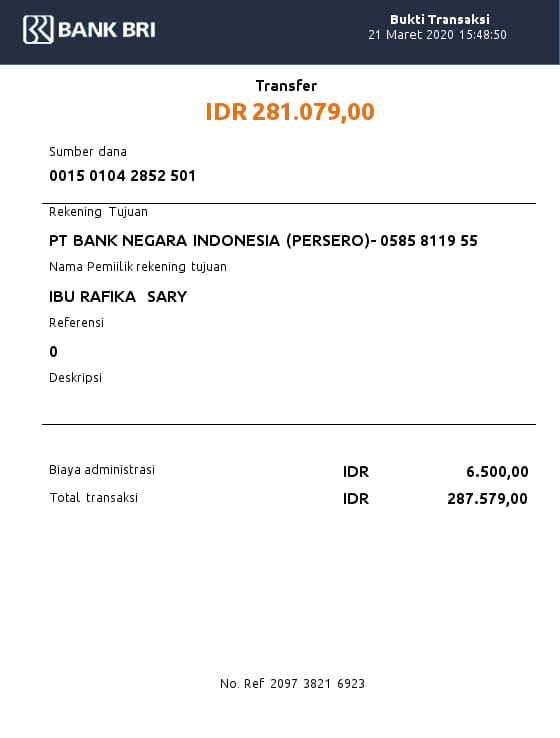 BANK BRI
Bukti Transaksi
21 Maret 2020 15:48:50
Transfer
IDR 281.079,00
Sumber dana
0015 0104 2852 501
Rekening Tujuan
PT BANK NEGARA INDONESIA (PERSERO)- 0585 8119 55
Nama Pemiilik rekening tujuan
IBU RAFIKA SARY
Referensi
0
Deskripsi
Biaya administrasi IDR 6.500,00
Total transaksi IDR 287.579,00
No. Ref 2097 3821 6923